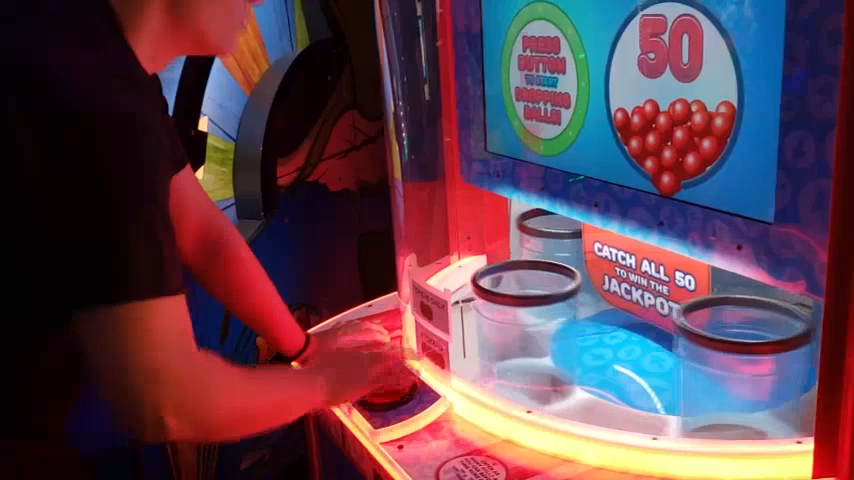 PRESS
BUTTON
TO START
DROPPING
BALLS!
50
CATCH ALL 50
TO WIN THE
JACKPOT